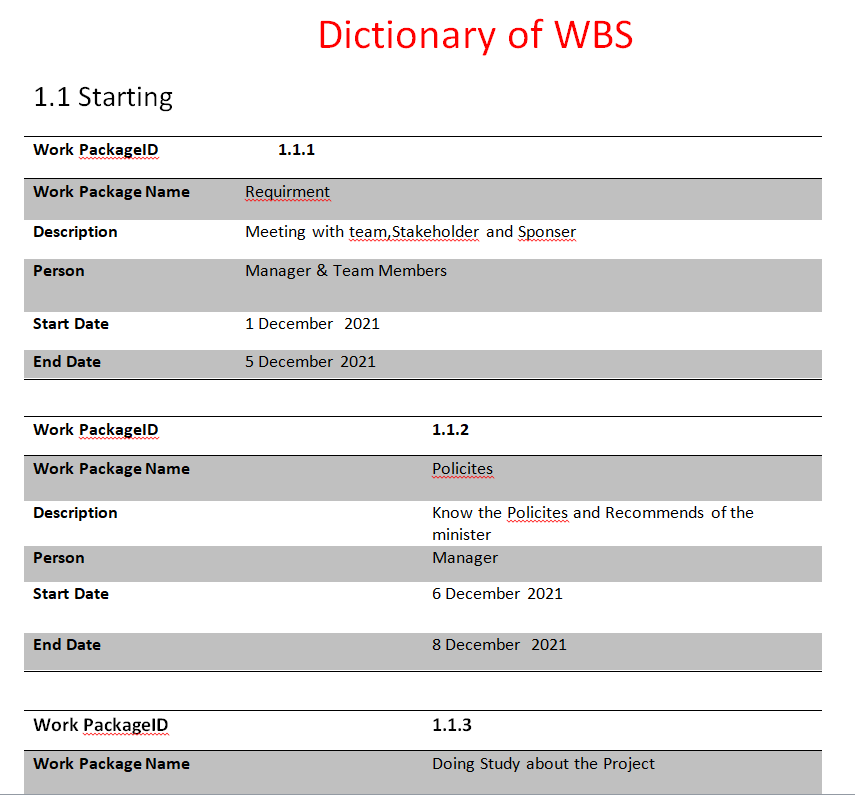 Dictionary of WBS
1.1 Starting
Work PackageID 1.1.1
Work Package Name Requirment
Description Meeting with team,Stakeholder and Sponser
Person Manager & Team Members
Start Date 1 December 2021
End Date 5 December 2021
Work PackageID 1.1.2
Work Package Name Policites
Description Know the Policites and Recommends of the
minister
Person Manager
Start Date 6 December 2021
End Date 8 December 2021
Work PackageID 1.1.3
Work Package Name Doing Study about the Project